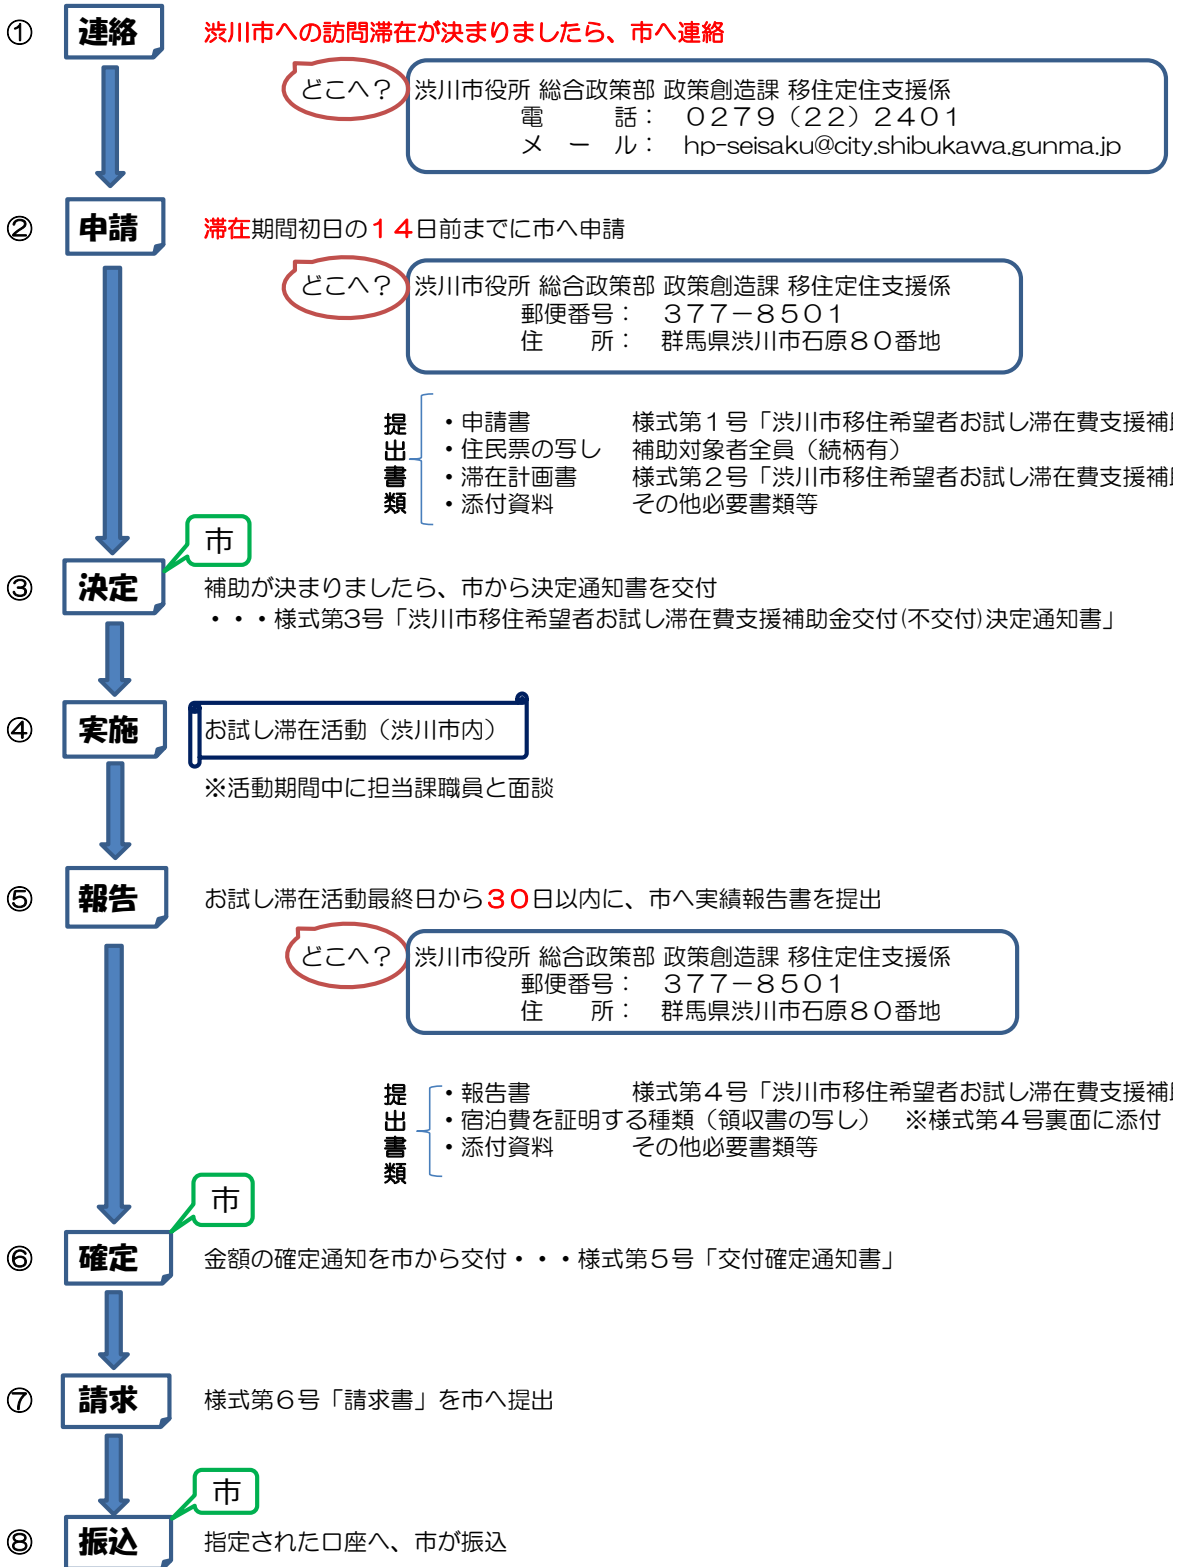 ① 連絡 渋川市への訪問滞在が決まりましたら、市へ連絡
どこへ？ 渋川市役所 総合政策部 政策創造課 移住定住支援係
電　　　話：　０２７９（２２）２４０１
メ　ー　ル：　hp-seisaku@city.shibukawa.gunma.jp
② 申請 滞在期間初日の１４日前までに市へ申請
どこへ？ 渋川市役所 総合政策部 政策創造課 移住定住支援係
郵便番号：　３７７－８５０１
住　　所：　群馬県渋川市石原８０番地
提出書類
・申請書　様式第１号「渋川市移住希望者お試し滞在費支援補
・住民票の写し　補助対象者全員（続柄有）
・滞在計画書　様式第２号「渋川市移住希望者お試し滞在費支援補
・添付資料　その他必要書類等
市
③ 決定 補助が決まりましたら、市から決定通知書を交付
・・・様式第3号「渋川市移住希望者お試し滞在費支援補助金交付(不交付)決定通知書」
④ 実施 お試し滞在活動（渋川市内）
※活動期間中に担当課職員と面談
⑤ 報告 お試し滞在活動最終日から３０日以内に、市へ実績報告書を提出
どこへ？ 渋川市役所 総合政策部 政策創造課 移住定住支援係
郵便番号：　３７７－８５０１
住　　所：　群馬県渋川市石原８０番地
提出書類
・報告書　様式第４号「渋川市移住希望者お試し滞在費支援補
・宿泊費を証明する種類（領収書の写し）　※様式第４号裏面に添付
・添付資料　その他必要書類等
市
⑥ 確定 金額の確定通知を市から交付・・・様式第５号「交付確定通知書」
⑦ 請求 様式第６号「請求書」を市へ提出
市
⑧ 振込 指定された口座へ、市が振込